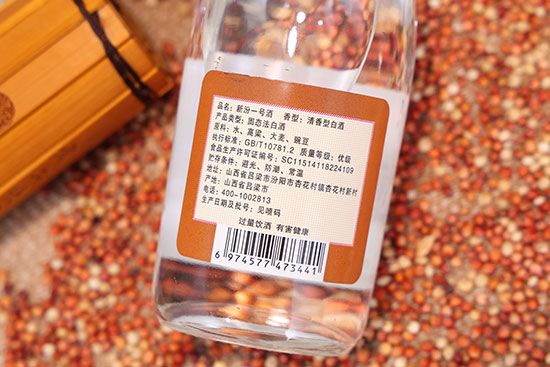 品名：新汾一号酒　香型：清香型白酒
产品类型：固态法白酒
原料：水、高粱、大麦、豌豆
执行标准：GB/T10781.2　质量等级：优级
食品生产许可证编号：SC11514118224109
贮存条件：避光、防潮、常温
地址：山西省吕梁市汾阳市杏花村镇杏花村新村
产地：山西省吕梁市
电话：400-1002813
生产日期及批号：见喷码
过量饮酒 有害健康
6 974577 473441